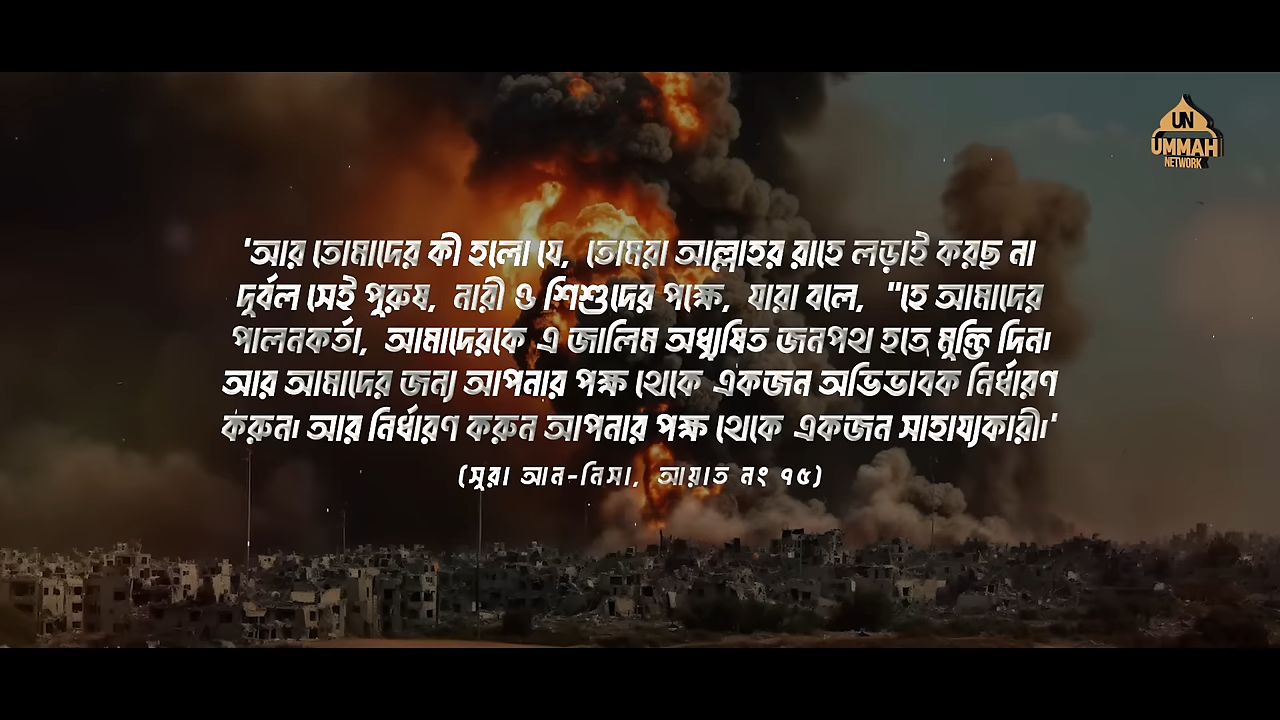 UN
UMMAH
NETWORK
'আর তোমাদের কী হলো যে, তোমরা আল্লাহর রাহে লড়াই করছ না
দুর্বল সেই পুরুষ, নারী ও শিশুদের পক্ষে, যারা বলে, "হে আমাদের
পালনকর্তা, আমাদেরকে এ জালিম অধ্যুষিত জনপথ হতে মুক্তি দিন।
আর আমাদের জন্য আপনার পক্ষ থেকে একজন অভিভাবক নির্ধারণ
করুন। আর নির্ধারণ করুন আপনার পক্ষ থেকে একজন সাহায্যকারী।'
(সুরা আন-নিসা, আয়াত নং ৭৫)